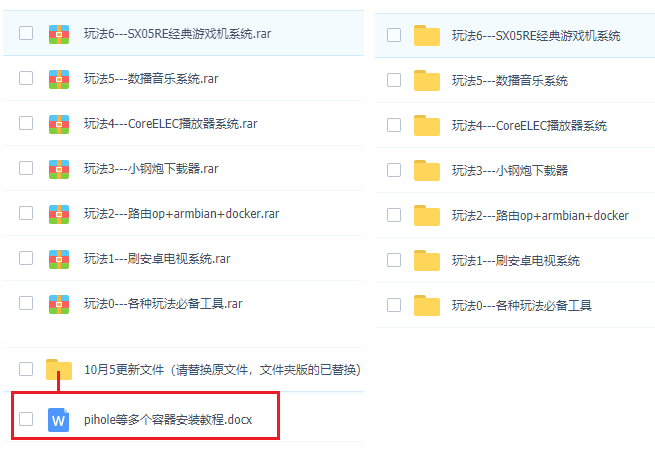 玩法6---SX05RE经典游戏机系统.rar
玩法5---数播音乐系统.rar
玩法4---CoreELEC播放器系统.rar
玩法3---小钢炮下载器.rar
玩法2---路由op+armbian+docker.rar
玩法1---刷安卓电视系统.rar
玩法0---各种玩法必备工具.rar
10月5更新文件（请替换原文件，文件夹版的已替换）
pihole等多个容器安装教程.docx
玩法6---SX05RE经典游戏机系统
玩法5---数播音乐系统
玩法4---CoreELEC播放器系统
玩法3---小钢炮下载器
玩法2---路由op+armbian+docker
玩法1---刷安卓电视系统
玩法0---各种玩法必备工具